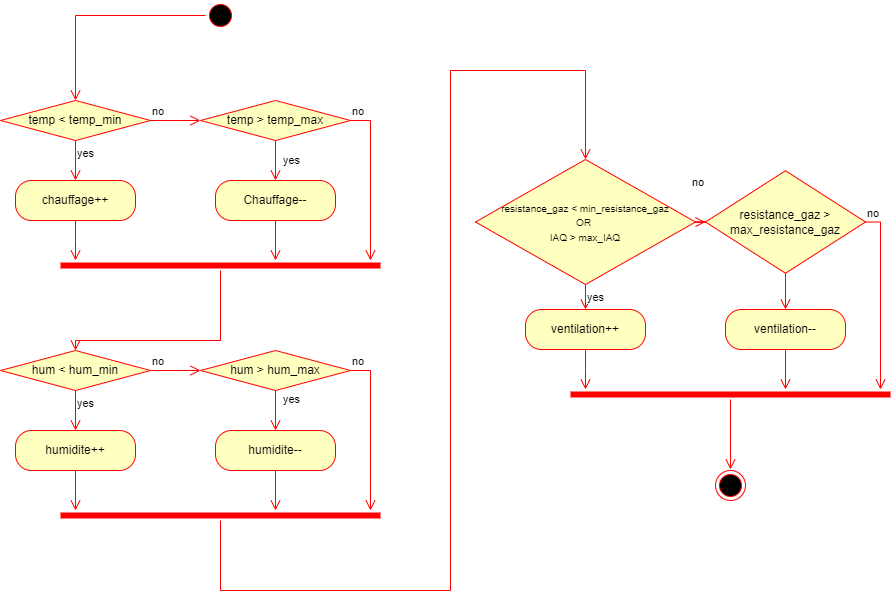 temp < temp_min
no
temp > temp_max
no
yes
yes
chauffage++
Chauffage--
hum < hum_min
no
hum > hum_max
no
yes
yes
humidite++
humidite--
resistance_gaz < min_resistance_gaz
OR
IAQ > max_IAQ
no
resistance_gaz >
max_resistance_gaz
no
yes
ventilation++
ventilation--